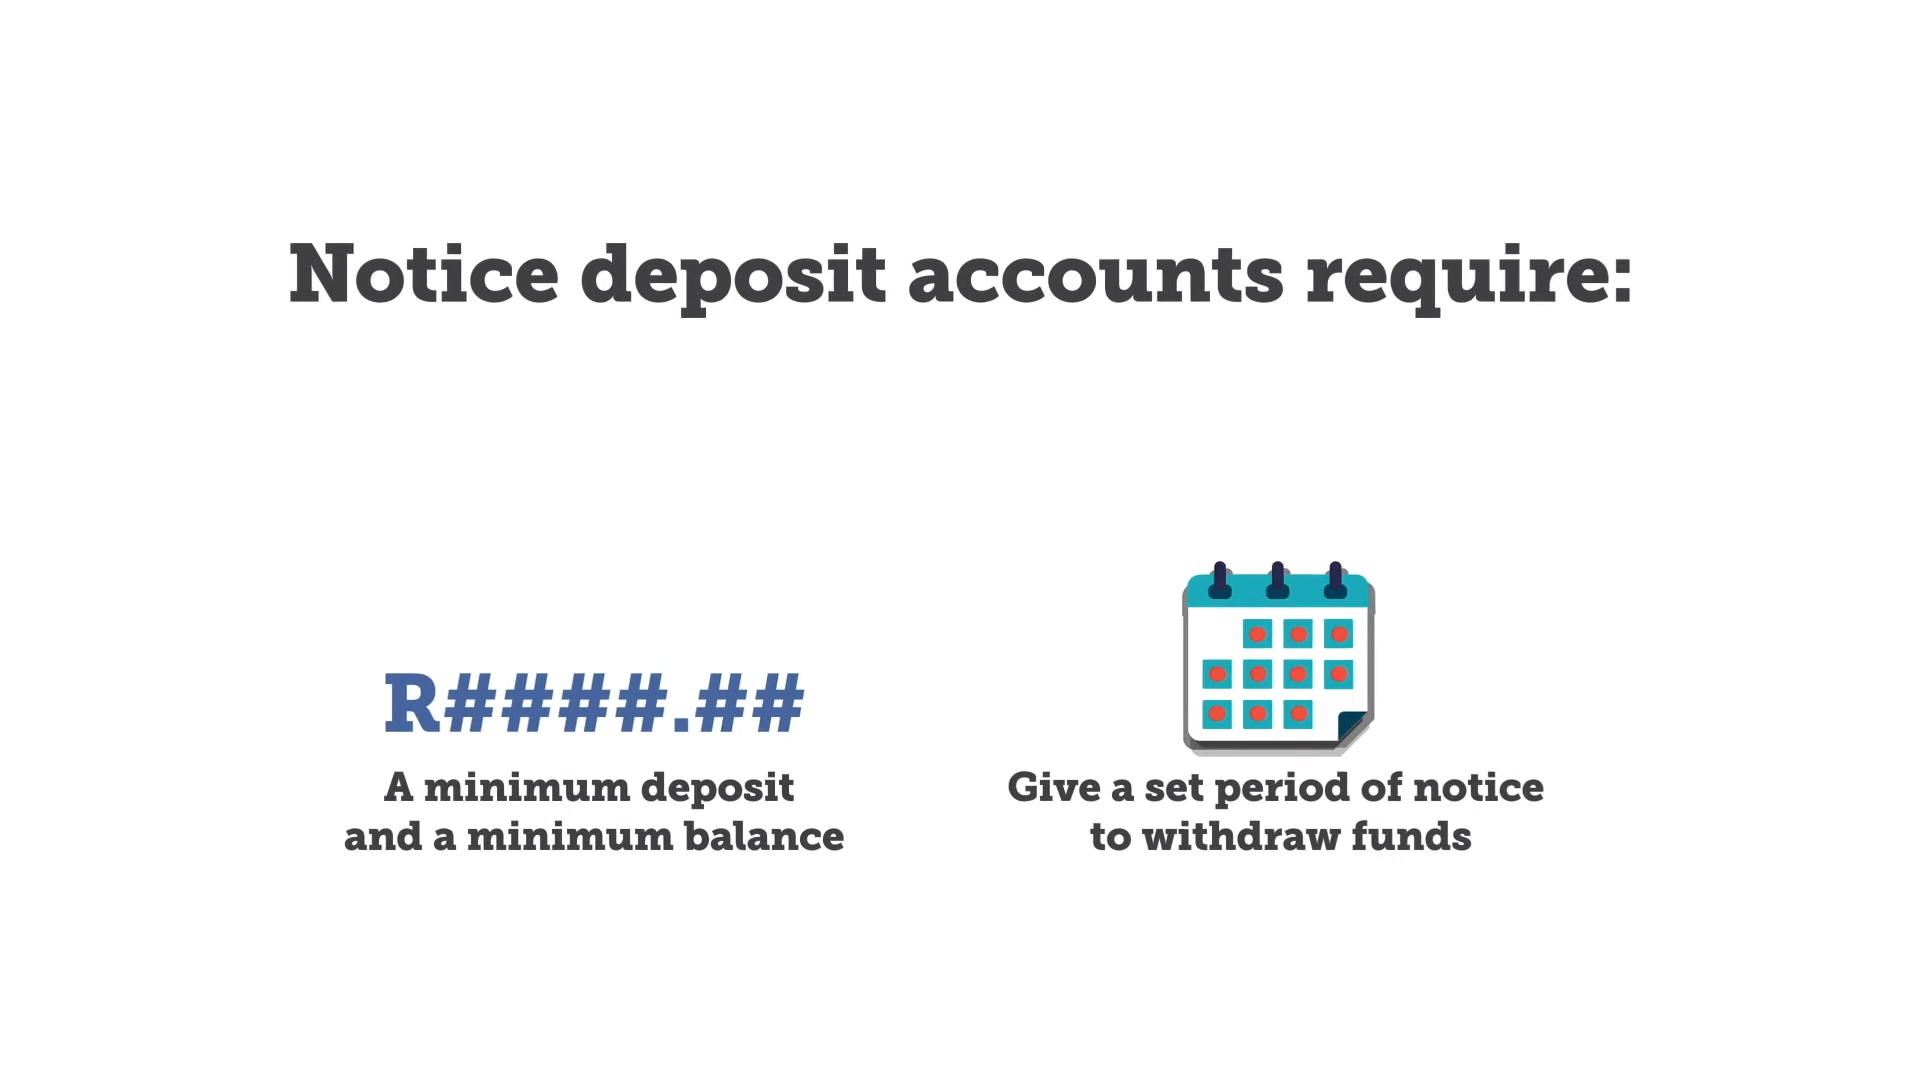 Notice deposit accounts require:
R####.##
A minimum deposit
and a minimum balance
Give a set period of notice
to withdraw funds